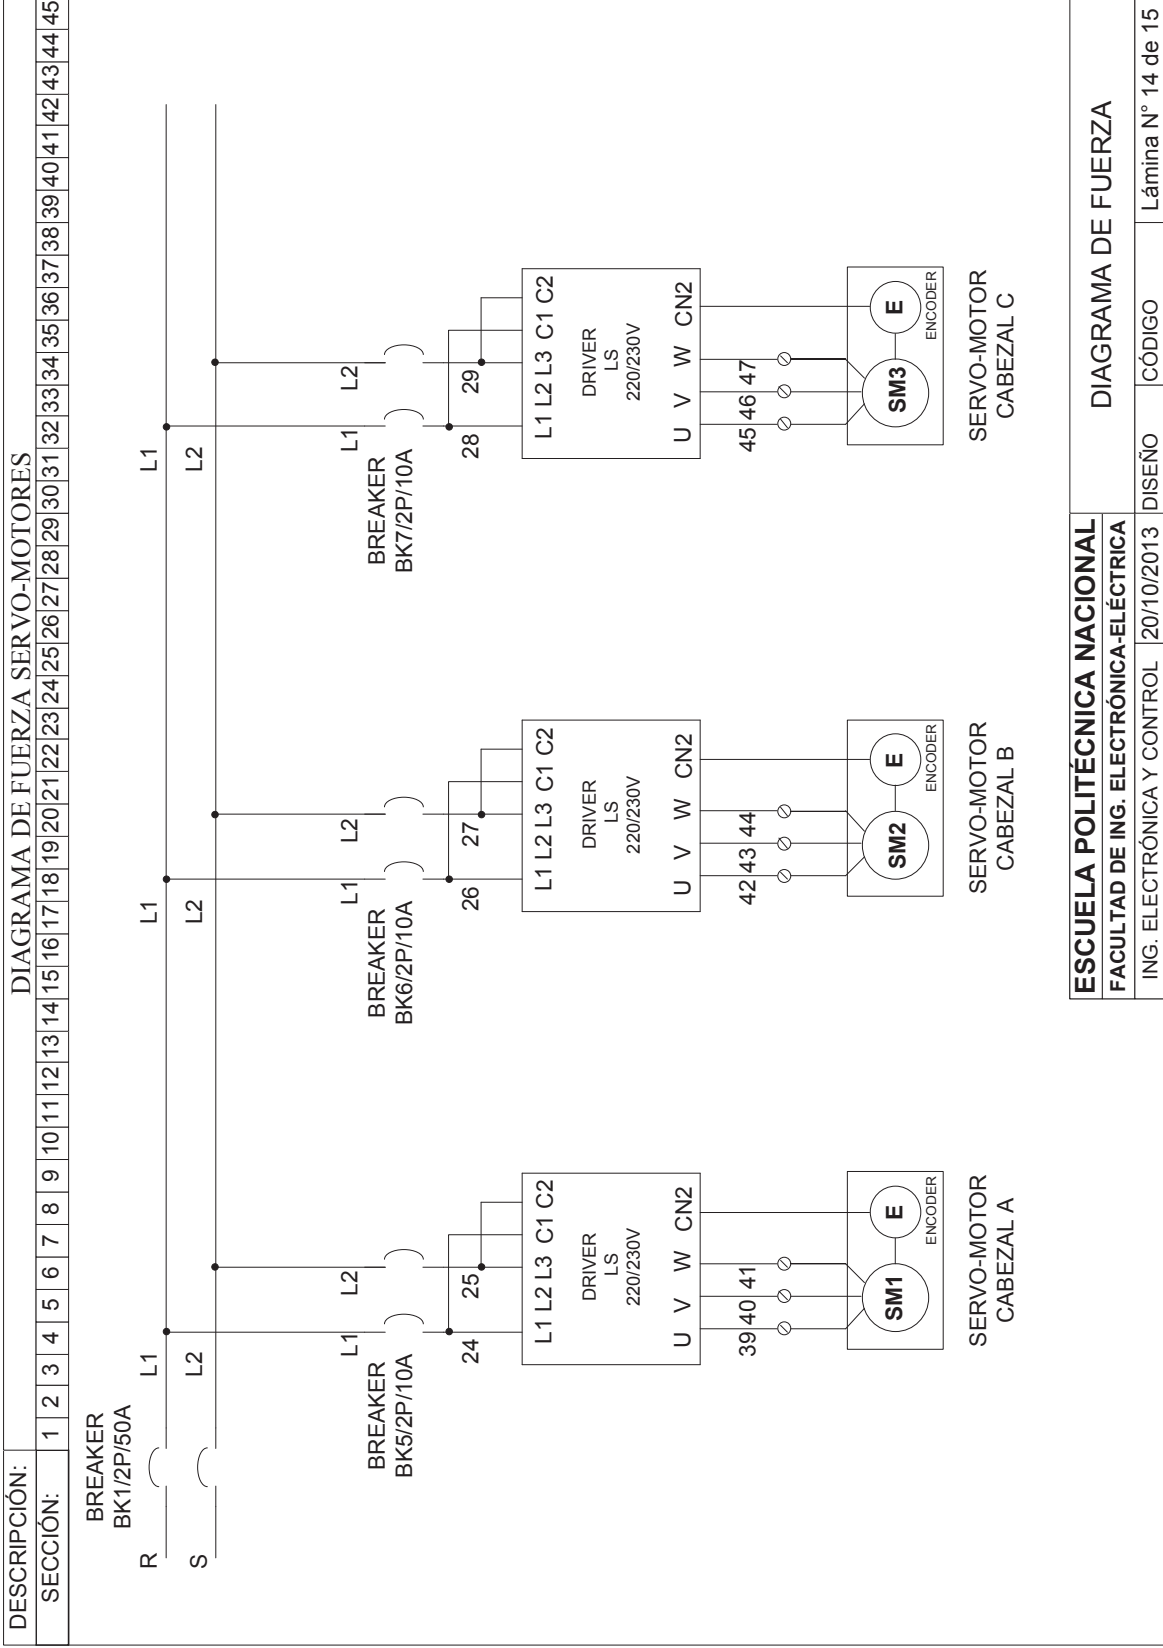 DESCRIPCIÓN: DIAGRAMA DE FUERZA SERVO-MOTORES
SECCIÓN: 1 2 3 4 5 6 7 8 9 10 11 12 13 14 15 16 17 18 19 20 21 22 23 24 25 26 27 28 29 30 31 32 33 34 35 36 37 38 39 40 41 42 43 44 45
BREAKER
BK1/2P/50A
R L1 L1 L1
S L2 L2 L2
L1 L2
BREAKER
BK5/2P/10A
24 25
L1 L2 L3 C1 C2
DRIVER
LS
220/230V
U V W CN2
39 40 41
SM1 E
ENCODER
SERVO-MOTOR
CABEZAL A
L1 L2
BREAKER
BK6/2P/10A
26 27
L1 L2 L3 C1 C2
DRIVER
LS
220/230V
U V W CN2
42 43 44
SM2 E
ENCODER
SERVO-MOTOR
CABEZAL B
L1 L2
BREAKER
BK7/2P/10A
28 29
L1 L2 L3 C1 C2
DRIVER
LS
220/230V
U V W CN2
45 46 47
SM3 E
ENCODER
SERVO-MOTOR
CABEZAL C
ESCUELA POLITÉCNICA NACIONAL
FACULTAD DE ING. ELECTRÓNICA-ELÉCTRICA
DIAGRAMA DE FUERZA
ING. ELECTRÓNICA Y CONTROL 20/10/2013 DISEÑO CÓDIGO Lámina N° 14 de 15